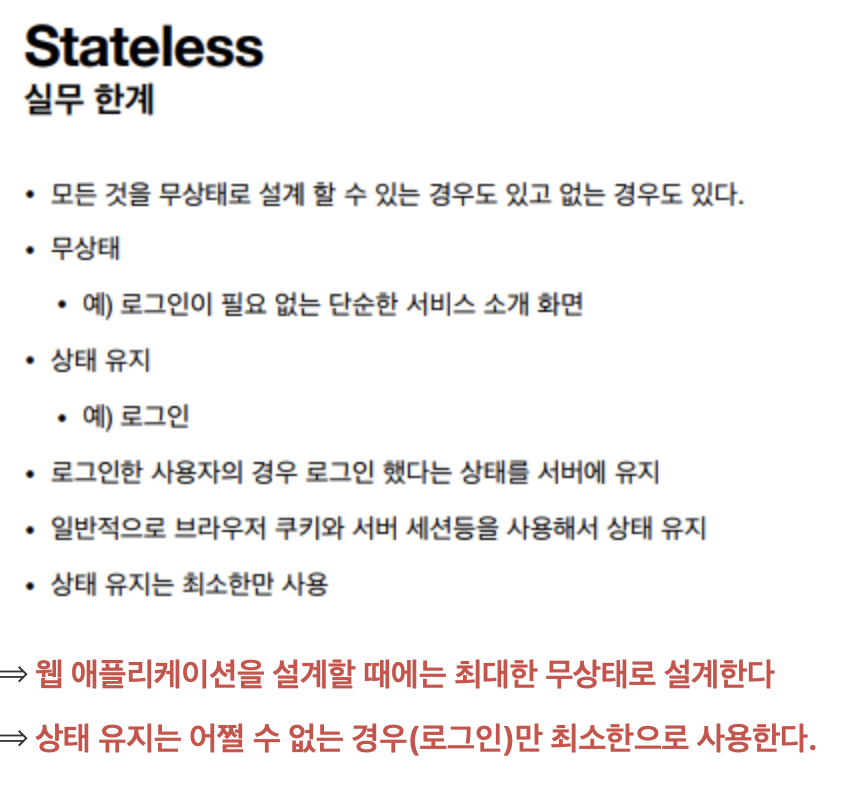 Stateless
실무 한계
• 모든 것을 무상태로 설계 할 수 있는 경우도 있고 없는 경우도 있다.
• 무상태
• 예) 로그인이 필요 없는 단순한 서비스 소개 화면
• 상태 유지
• 예) 로그인
• 로그인한 사용자의 경우 로그인 했다는 상태를 서버에 유지
• 일반적으로 브라우저 쿠키와 서버 세션등을 사용해서 상태 유지
• 상태 유지는 최소한만 사용
⇒ 웹 애플리케이션을 설계할 때에는 최대한 무상태로 설계한다
⇒ 상태 유지는 어쩔 수 없는 경우(로그인)만 최소한으로 사용한다.